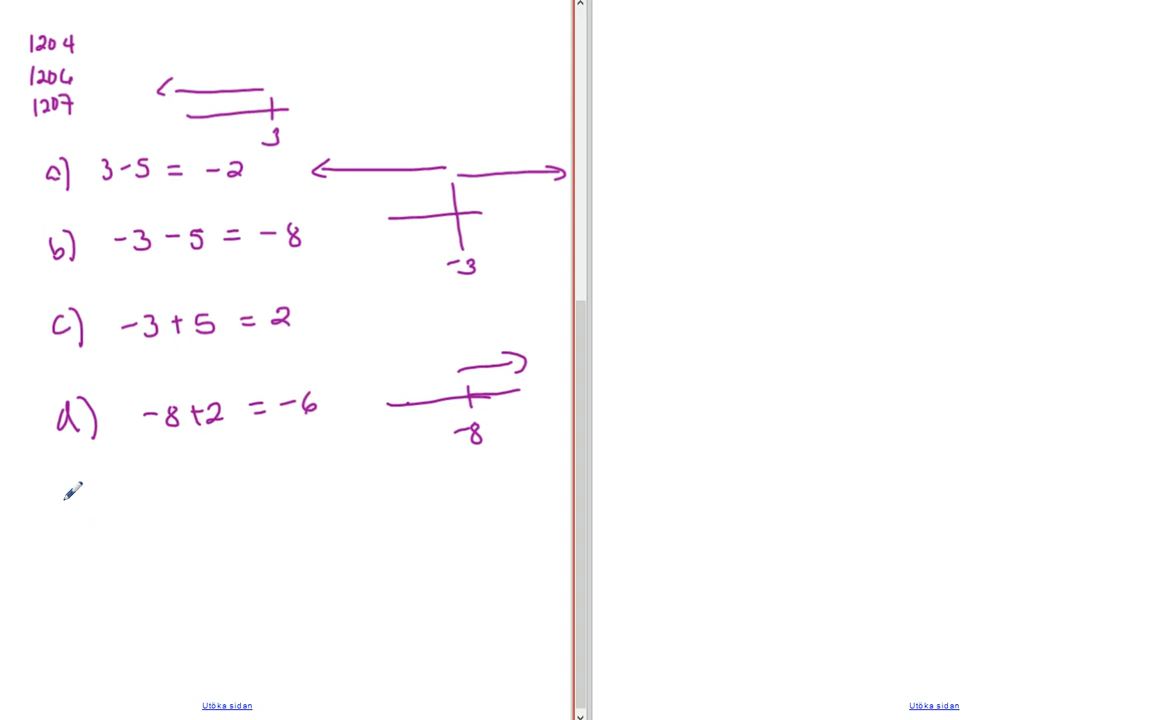 1204
1206
1207
3
a) 3-5 = -2
b) -3-5 = -8
-3
c) -3+5 = 2
d) -8+2 = -6
-8
Utöka sidan
Utöka sidan